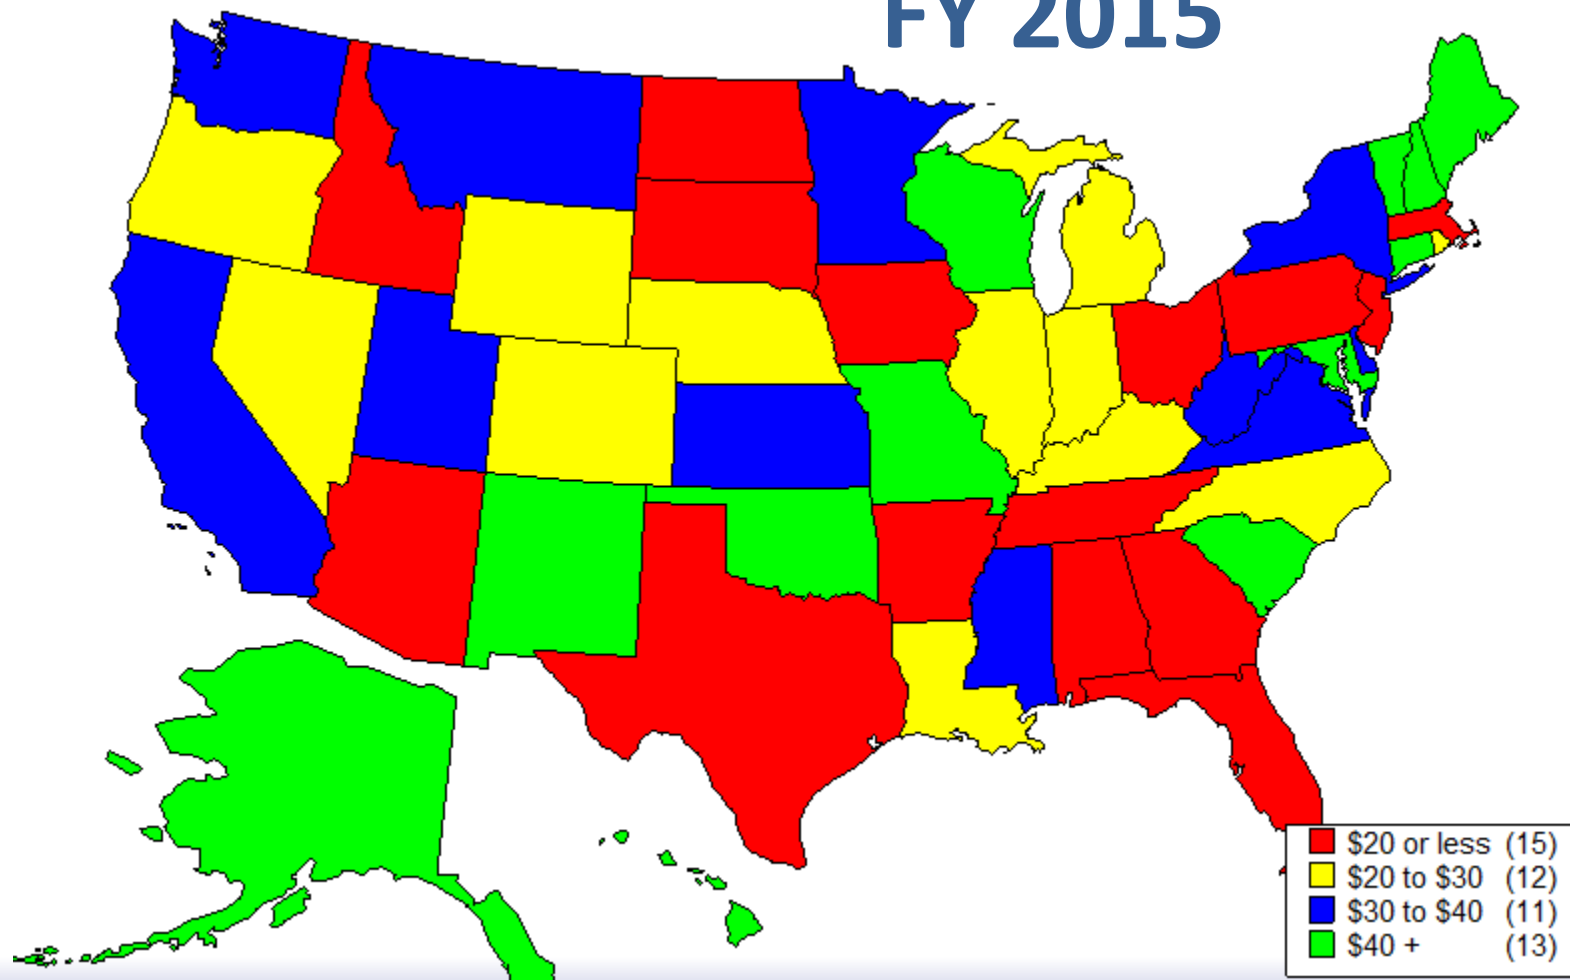 FY 2015
$20 or less (15)
$20 to $30 (12)
$30 to $40 (11)
$40 + (13)